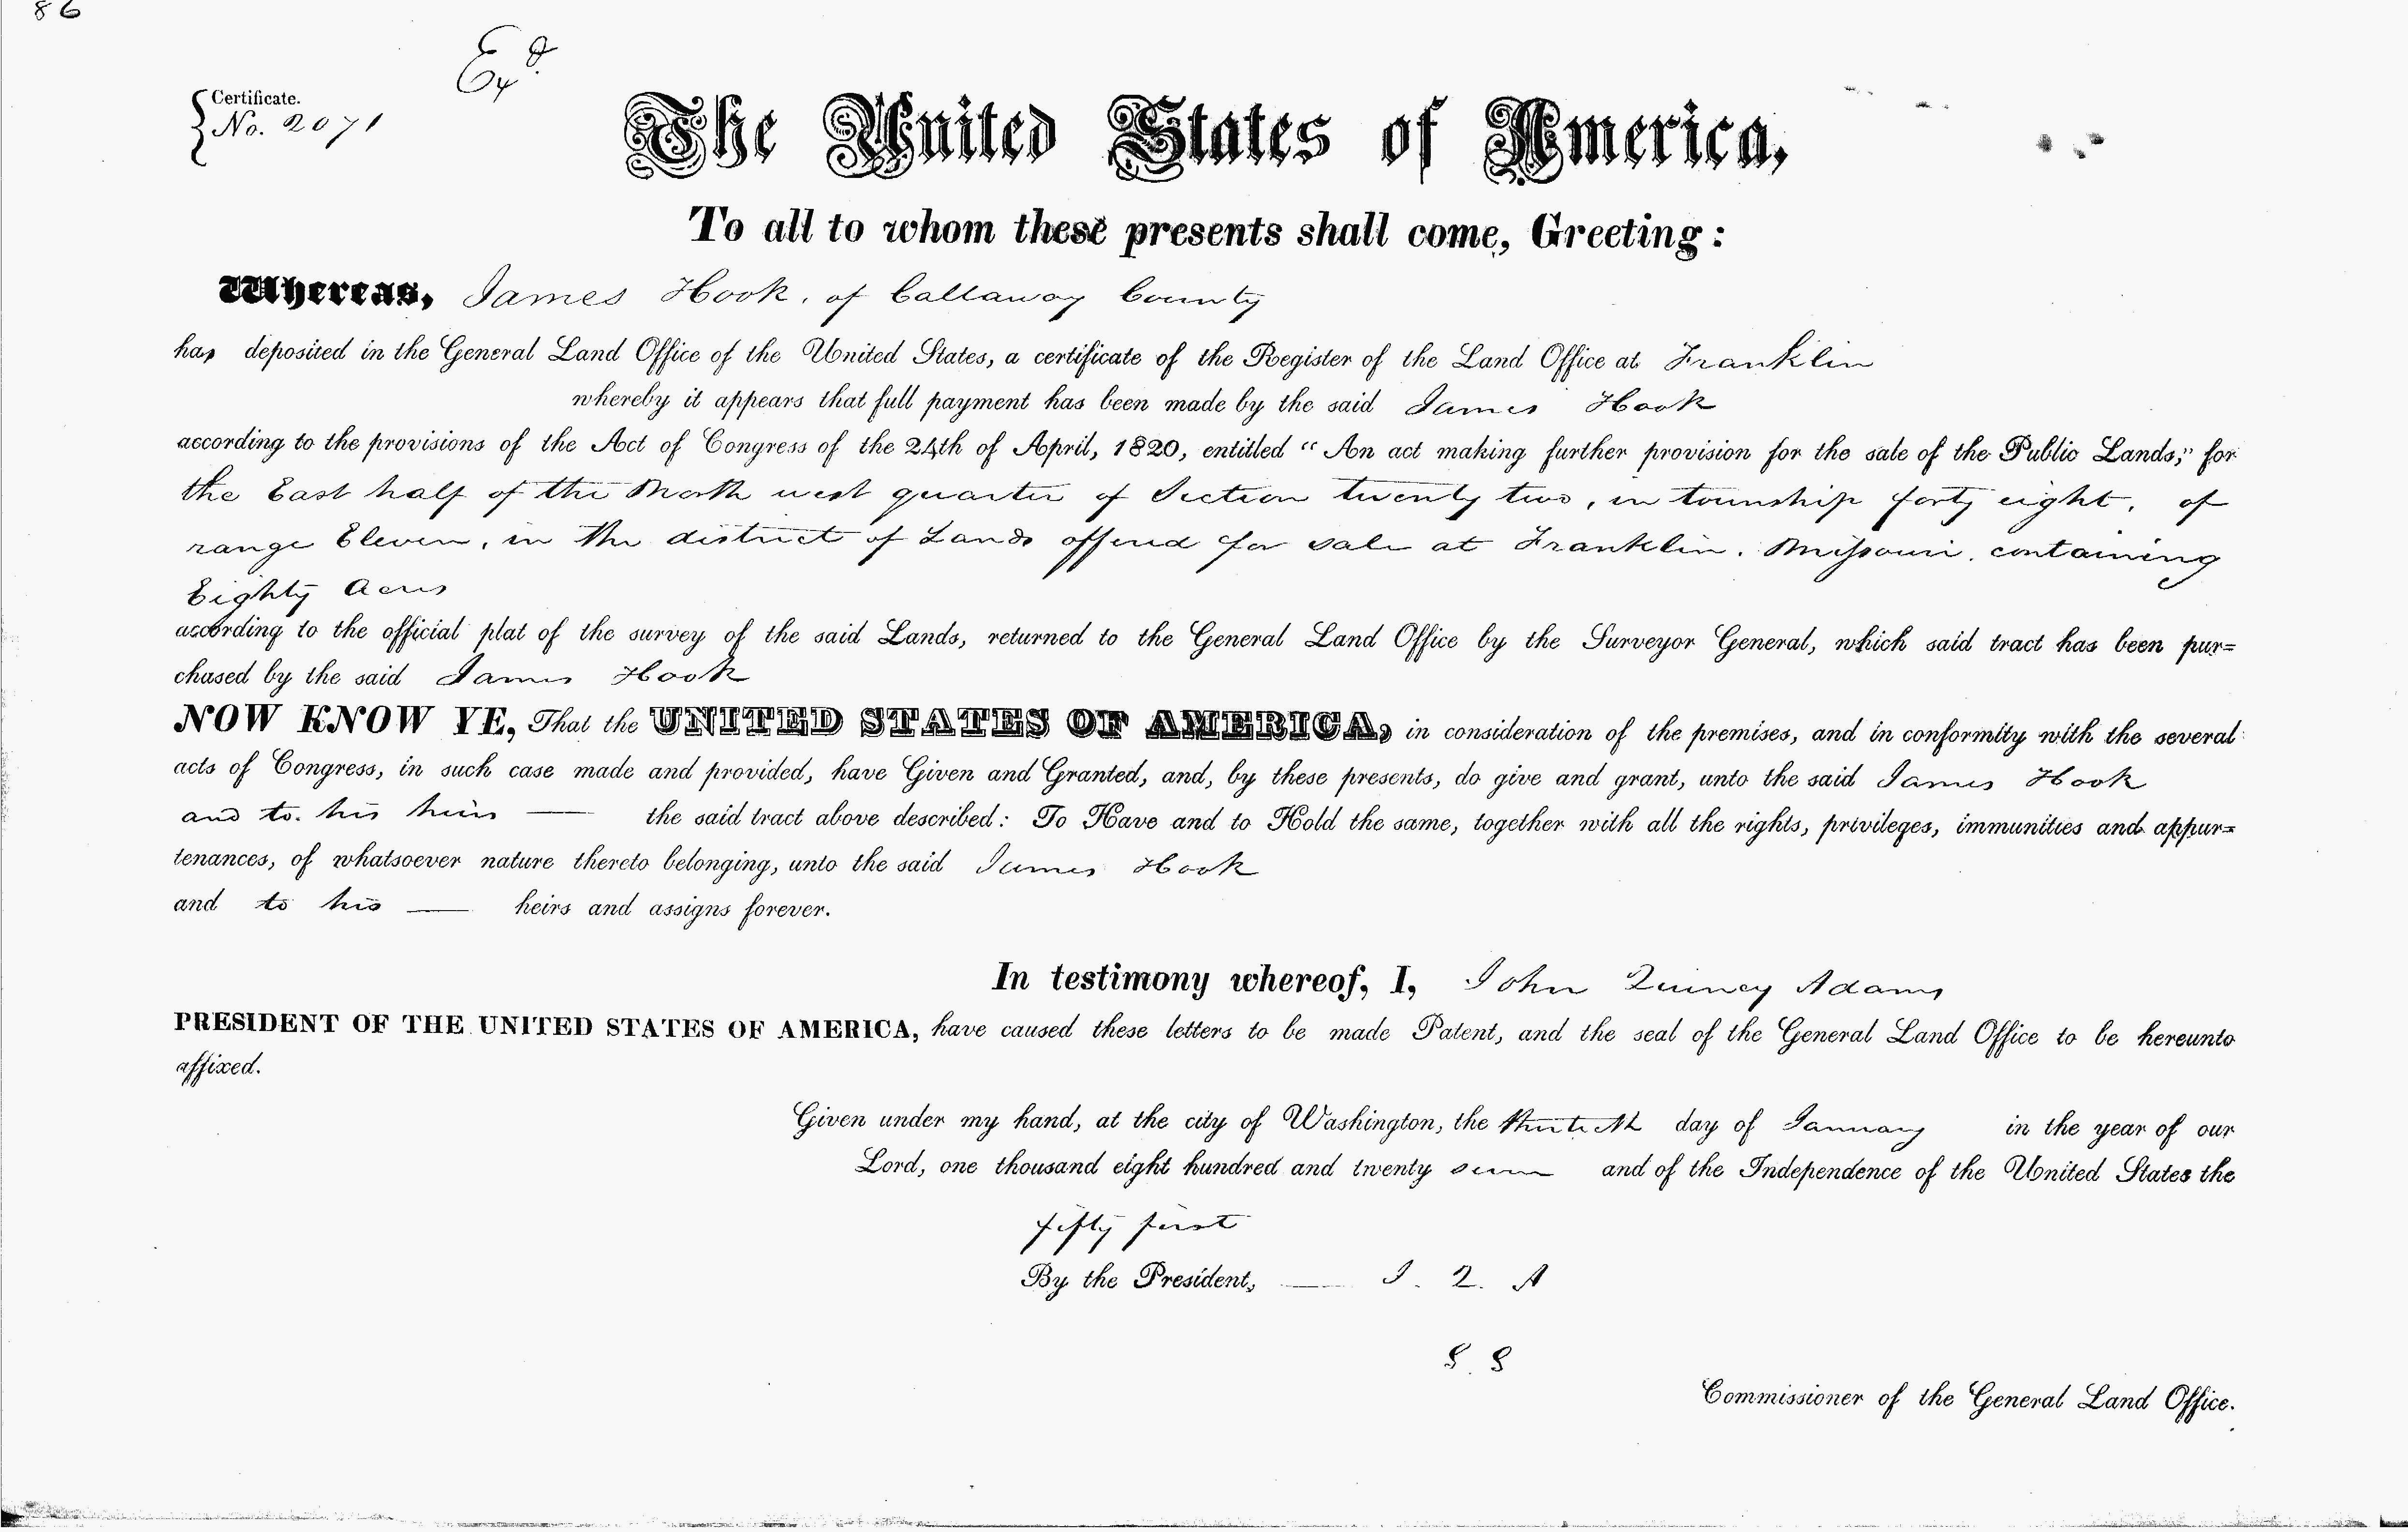 86
Exd.
Certificate.
No. 2071
The United States of America,
To all to whom these presents shall come, Greeting:
Whereas, James Hook, of Callaway County
has deposited in the General Land Office of the United States, a certificate of the Register of the Land Office at Franklin
whereby it appears that full payment has been made by the said James Hook
according to the provisions of the Act of Congress of the 24th of April, 1820, entitled “An act making further provision for the sale of the Public Lands;” for
the East half of the North west quarter of Section twenty two, in township forty eight, of
range Eleven, in the district of Lands offered for sale at Franklin, Missouri, containing
Eighty Acres
according to the official plat of the survey of the said Lands, returned to the General Land Office by the Surveyor General, which said tract has been pur=
chased by the said James Hook
NOW KNOW YE, That the UNITED STATES OF AMERICA, in consideration of the premises, and in conformity with the several
acts of Congress, in such case made and provided, have Given and Granted, and, by these presents, do give and grant, unto the said James Hook
and to his heirs — the said tract above described: To Have and to Hold the same, together with all the rights, privileges, immunities and appur=
tenances, of whatsoever nature thereto belonging, unto the said James Hook
and to his — heirs and assigns forever.
In testimony whereof, I, John Quincy Adams
PRESIDENT OF THE UNITED STATES OF AMERICA, have caused these letters to be made Patent, and the seal of the General Land Office to be hereunto
affixed.
Given under my hand, at the city of Washington, the day of January in the year of our
Lord, one thousand eight hundred and twenty seven and of the Independence of the United States the
fifty first
By the President, — J. Q. A
Commissioner of the General Land Office.